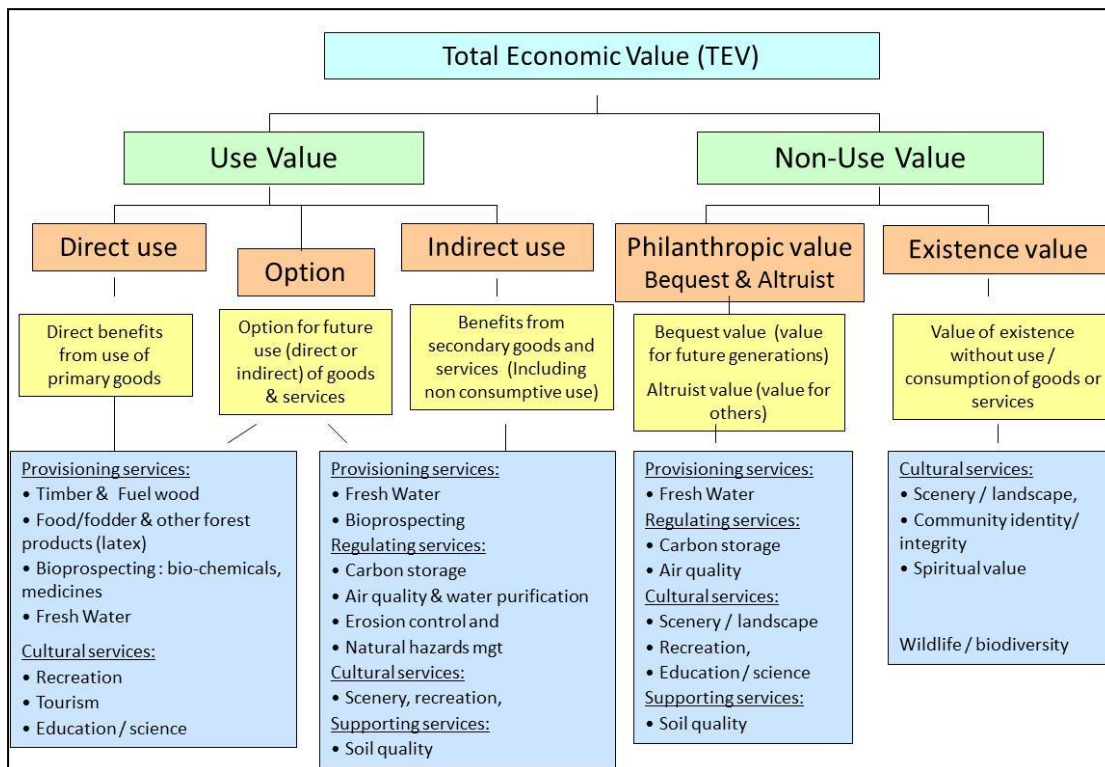 Total Economic Value (TEV)
Use Value
Non-Use Value
Direct use
Option
Indirect use
Philanthropic value
Bequest & Altruist
Existence value
Direct benefits
from use of
primary goods
Option for future
use (direct or
indirect) of goods
& services
Benefits from
secondary goods and
services (Including
non consumptive use)
Bequest value (value
for future generations)
Altruist value (value for
others)
Value of existence
without use /
consumption of goods or
services
Provisioning services:
• Timber & Fuel wood
• Food/fodder & other forest
products (latex)
• Bioprospecting : bio-chemicals,
medicines
• Fresh Water
Cultural services:
• Recreation
• Tourism
• Education / science
Provisioning services:
• Fresh Water
• Bioprospecting
Regulating services:
• Carbon storage
• Air quality & water purification
• Erosion control and
• Natural hazards mgt
Cultural services:
• Scenery, recreation,
Supporting services:
• Soil quality
Provisioning services:
• Fresh Water
Regulating services:
• Carbon storage
• Air quality
Cultural services:
• Scenery / landscape
• Recreation,
• Education / science
Supporting services:
• Soil quality
Cultural services:
• Scenery / landscape,
• Community identity/
integrity
• Spiritual value
Wildlife / biodiversity